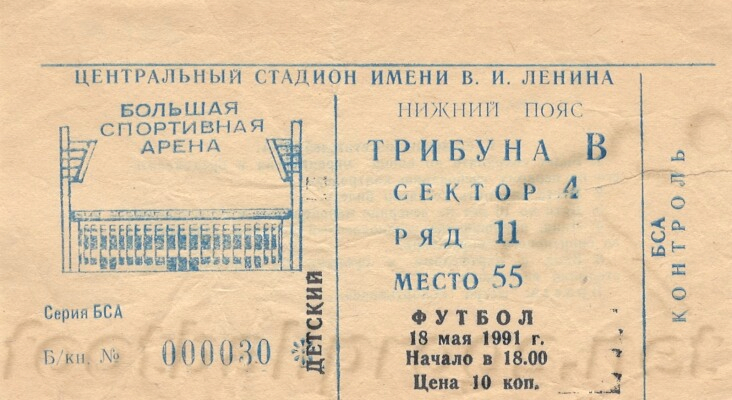 ЦЕНТРАЛЬНЫЙ СТАДИОН ИМЕНИ В. И. ЛЕНИНА
БОЛЬШАЯ
СПОРТИВНАЯ
АРЕНА
Серия БСА
Б/кн. № 000030
ДЕТСКИЙ
НИЖНИЙ ПОЯС
ТРИБУНА В
СЕКТОР 4
РЯД 11
МЕСТО 55
ФУТБОЛ
18 мая 1991 г.
Начало в 18.00
Цена 10 коп.
БСА
КОНТРОЛЬ